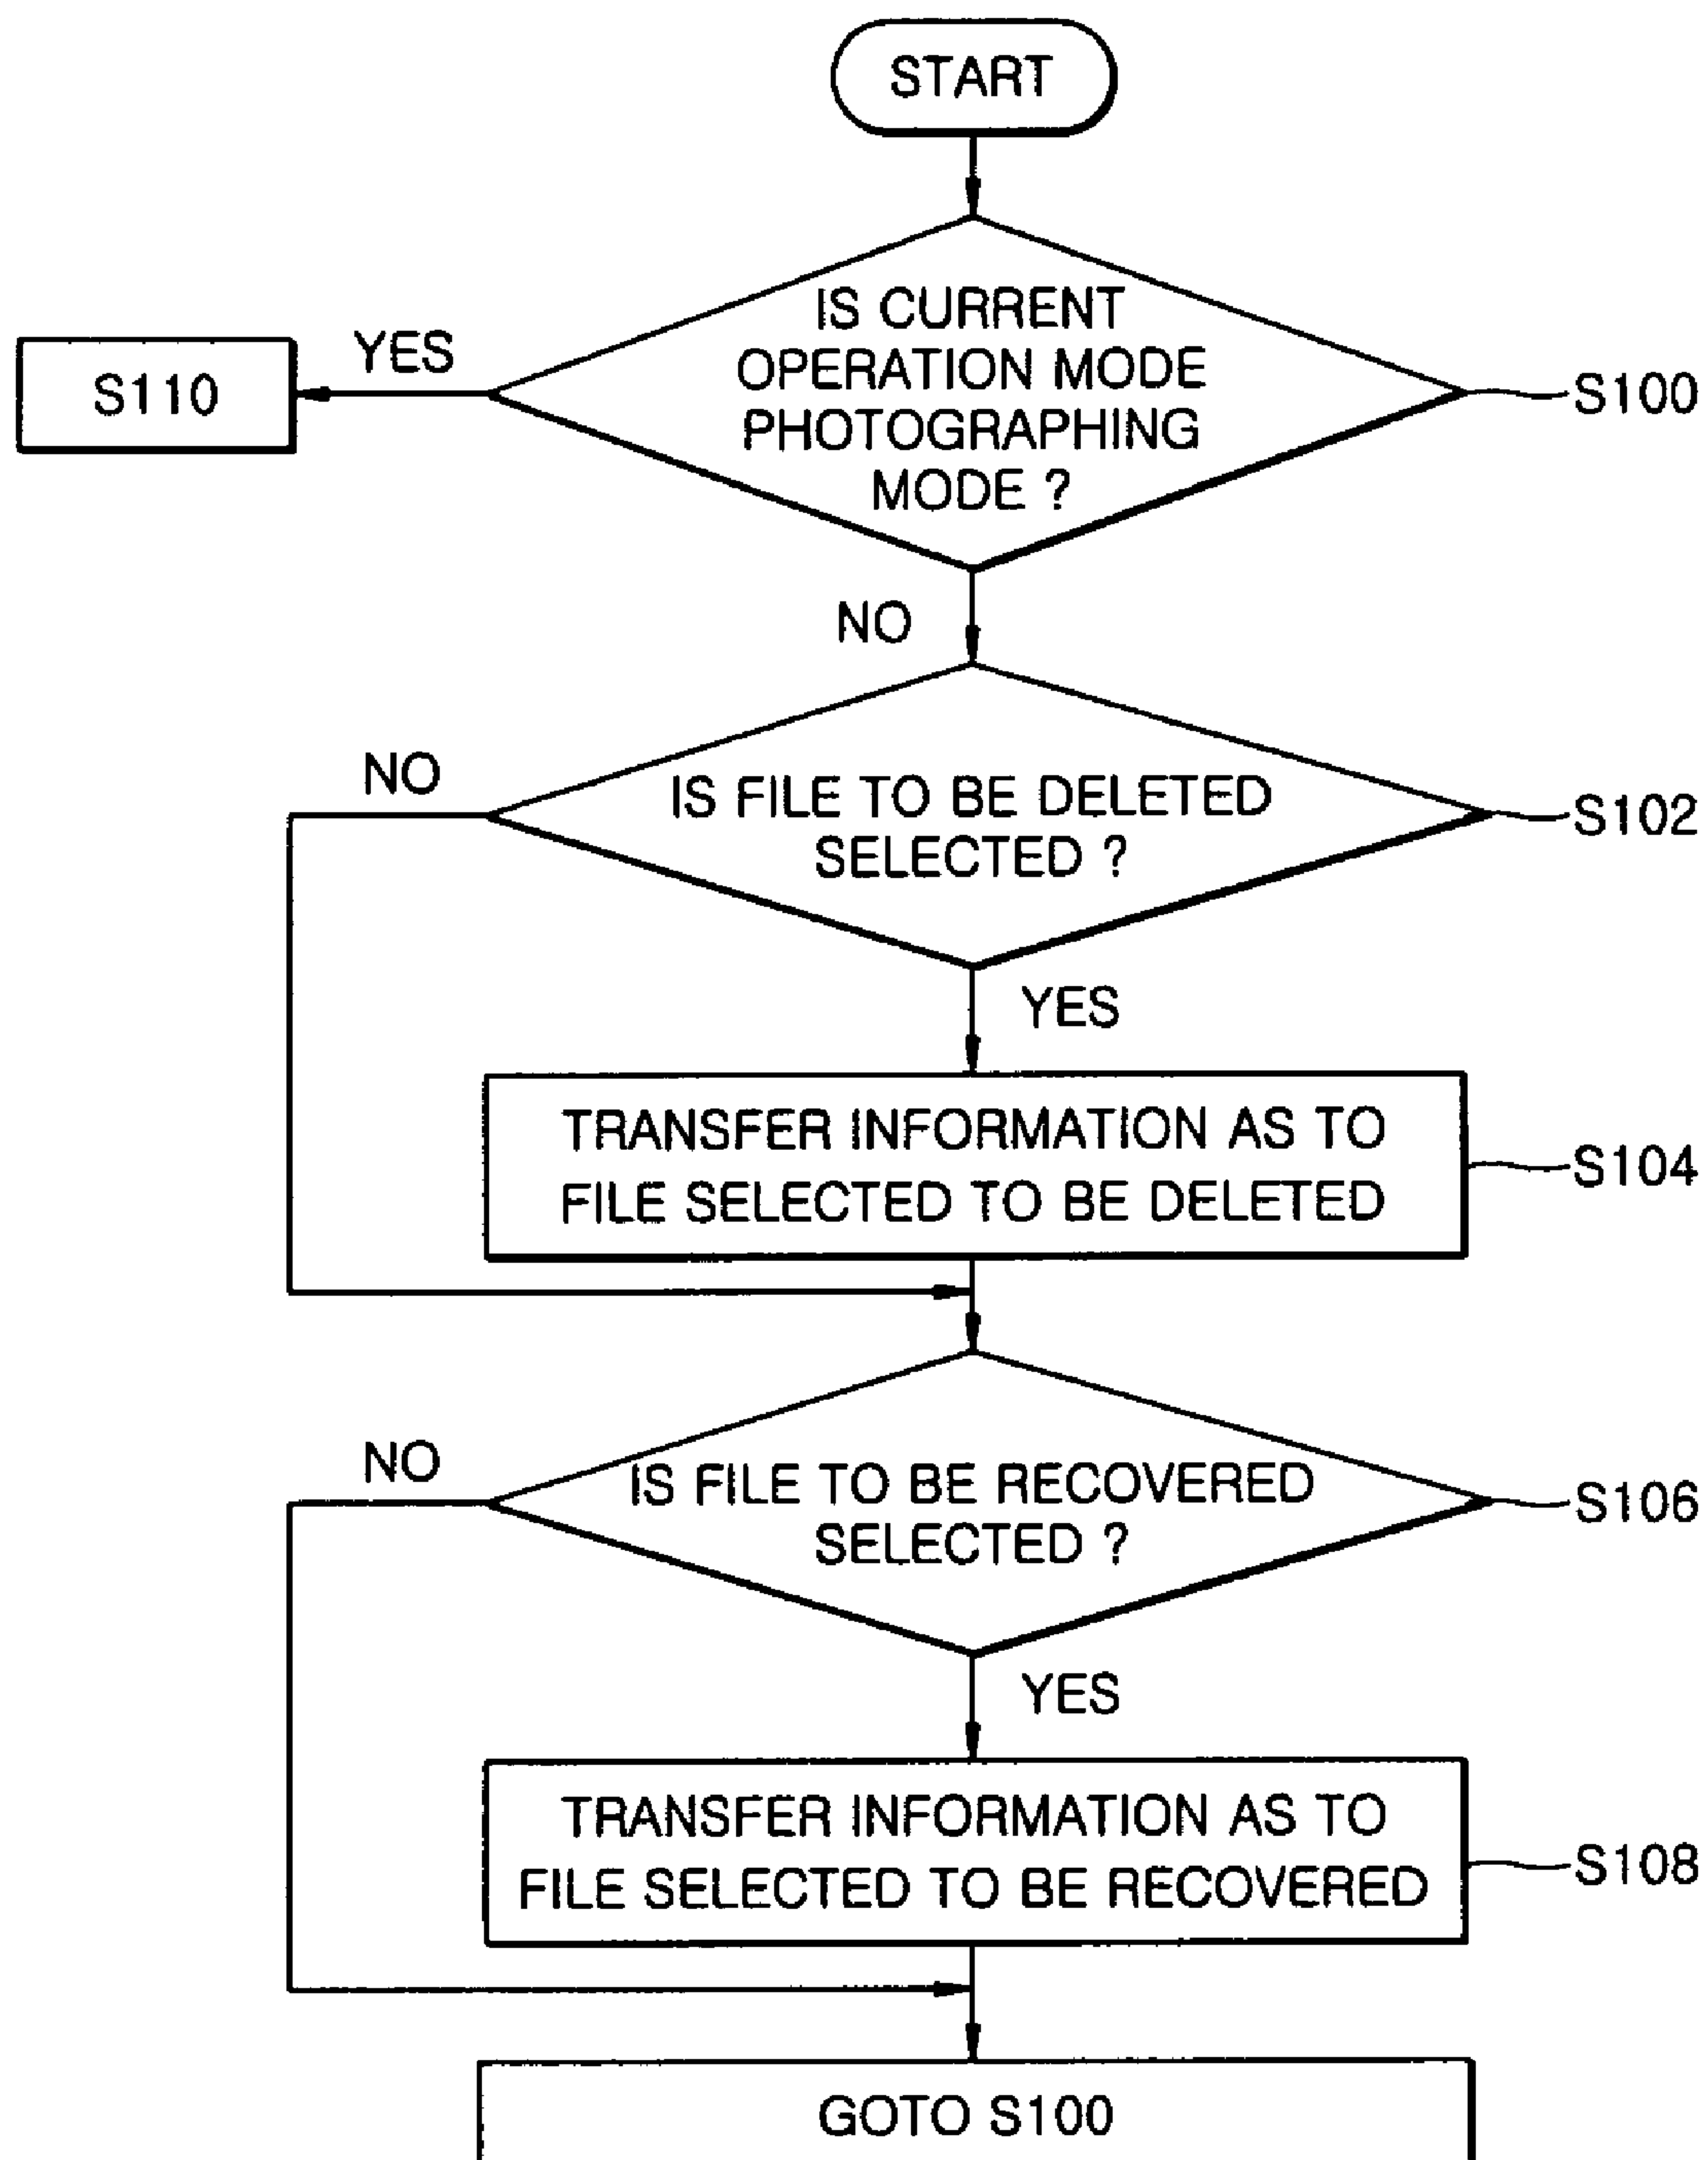 START
IS CURRENT
OPERATION MODE
PHOTOGRAPHING
MODE ?
YES
S110
S100
NO
NO
IS FILE TO BE DELETED
SELECTED ?
S102
YES
TRANSFER INFORMATION AS TO
FILE SELECTED TO BE DELETED
S104
NO
IS FILE TO BE RECOVERED
SELECTED ?
S106
YES
TRANSFER INFORMATION AS TO
FILE SELECTED TO BE RECOVERED
S108
GOTO S100